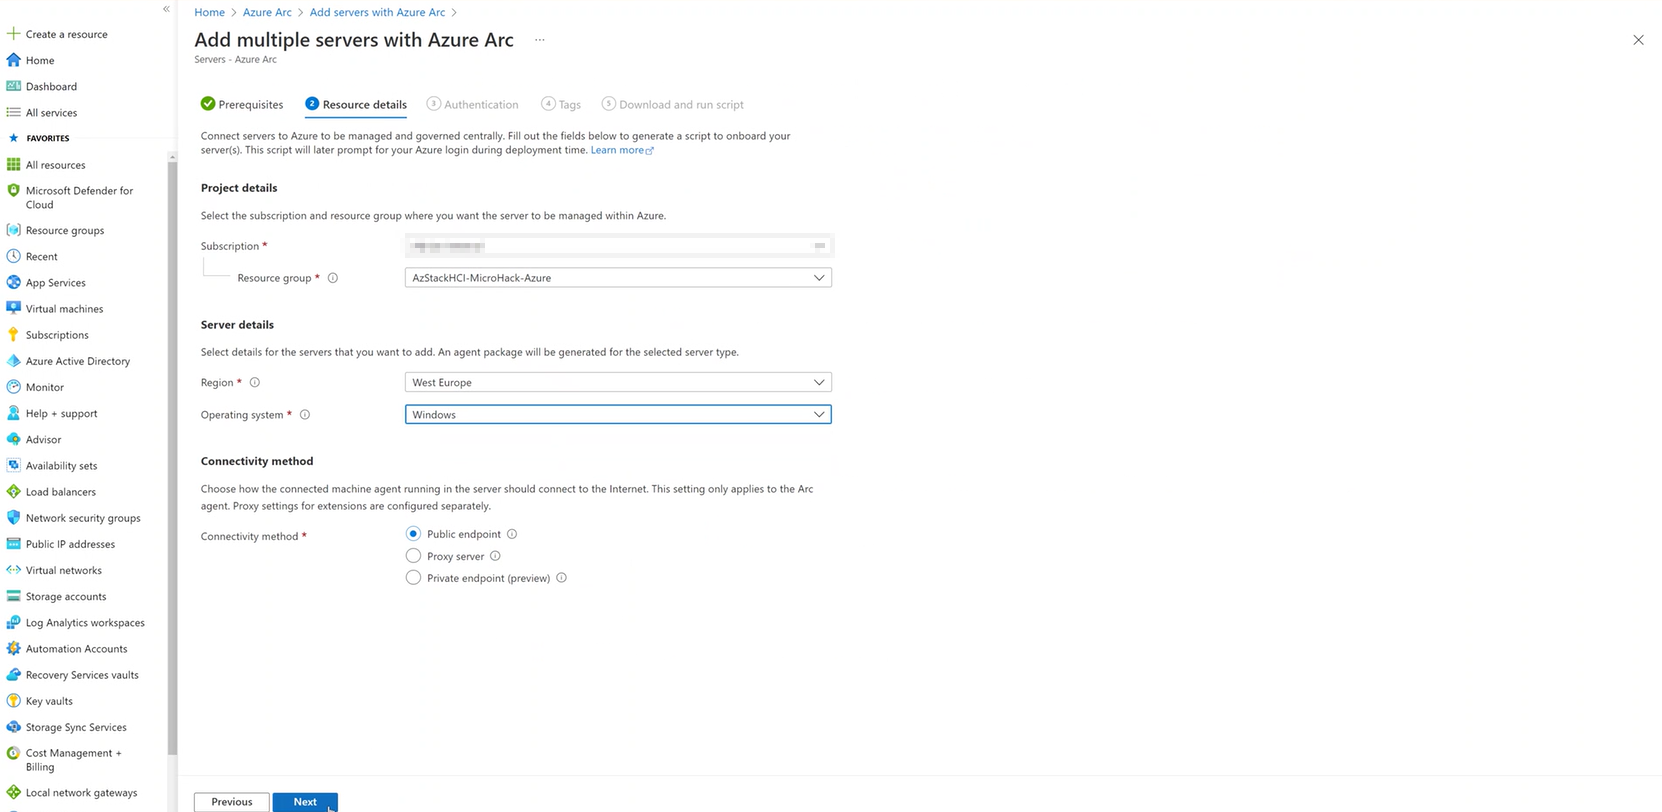 «
Create a resource
Home
Dashboard
All services
FAVORITES
All resources
Microsoft Defender for
Cloud
Resource groups
Recent
App Services
Virtual machines
Subscriptions
Azure Active Directory
Monitor
Help + support
Advisor
Availability sets
Load balancers
Network security groups
Public IP addresses
Virtual networks
Storage accounts
Log Analytics workspaces
Automation Accounts
Recovery Services vaults
Key vaults
Storage Sync Services
Cost Management +
Billing
Local network gateways
Home > Azure Arc > Add servers with Azure Arc >
Add multiple servers with Azure Arc ...
Servers - Azure Arc
Prerequisites 2 Resource details 3 Authentication 4 Tags 5 Download and run script
Connect servers to Azure to be managed and governed centrally. Fill out the fields below to generate a script to onboard your
server(s). This script will later prompt for your Azure login during deployment time. Learn more
Project details
Select the subscription and resource group where you want the server to be managed within Azure.
Subscription *
Resource group * AzStackHCI-MicroHack-Azure
Server details
Select details for the servers that you want to add. An agent package will be generated for the selected server type.
Region * West Europe
Operating system * Windows
Connectivity method
Choose how the connected machine agent running in the server should connect to the Internet. This setting only applies to the Arc
agent. Proxy settings for extensions are configured separately.
Connectivity method * Public endpoint
Proxy server
Private endpoint (preview)
Previous Next